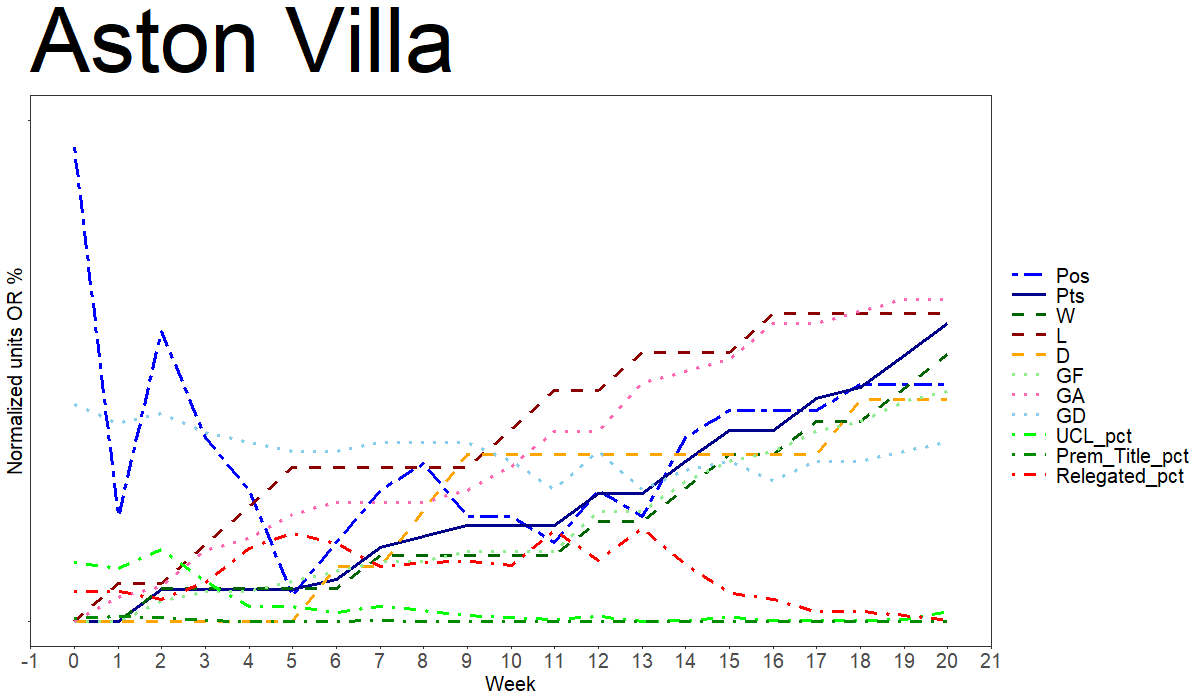 Aston Villa
Normalized units OR %
Pos
Pts
W
L
D
GF
GA
GD
UCL_pct
Prem_Title_pct
Relegated_pct
-1 0 1 2 3 4 5 6 7 8 9 10 11 12 13 14 15 16 17 18 19 20 21
Week